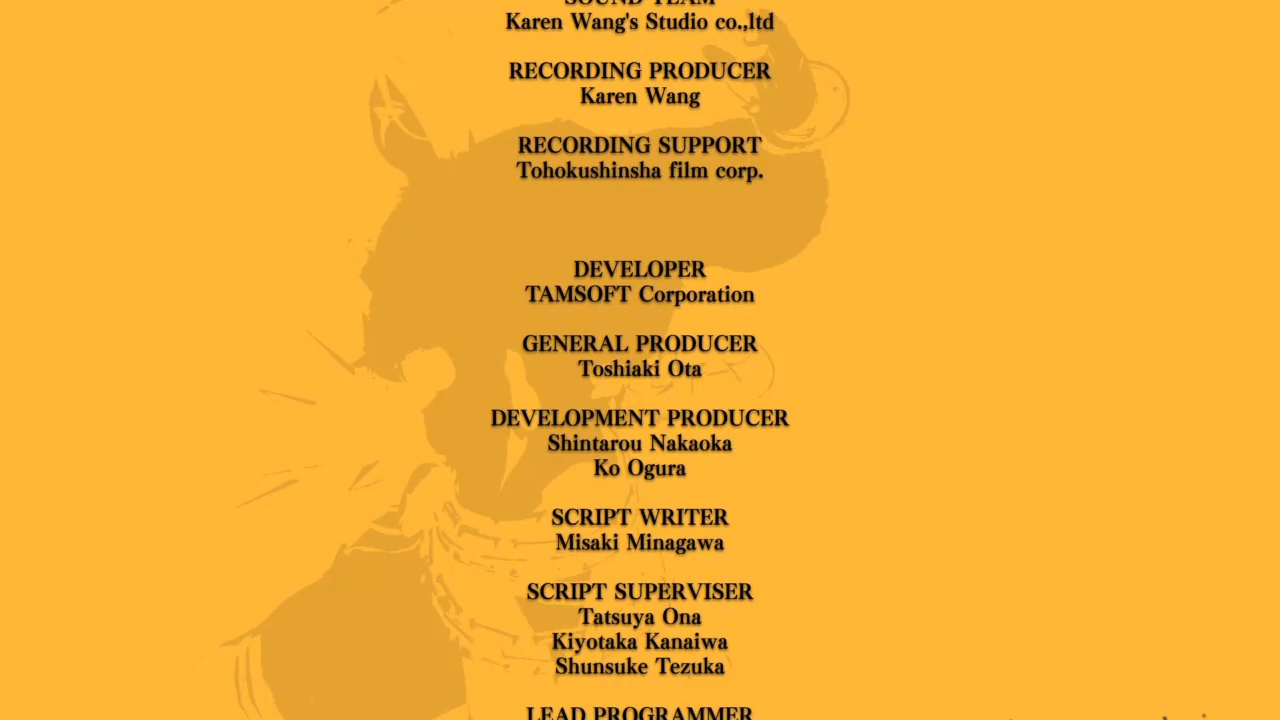 SOUND TEAM
Karen Wang's Studio co.,ltd
RECORDING PRODUCER
Karen Wang
RECORDING SUPPORT
Tohokushinsha film corp.
DEVELOPER
TAMSOFT Corporation
GENERAL PRODUCER
Toshiaki Ota
DEVELOPMENT PRODUCER
Shintarou Nakaoka
Ko Ogura
SCRIPT WRITER
Misaki Minagawa
SCRIPT SUPERVISER
Tatsuya Ona
Kiyotaka Kanaiwa
Shunsuke Tezuka
LEAD PROGRAMMER